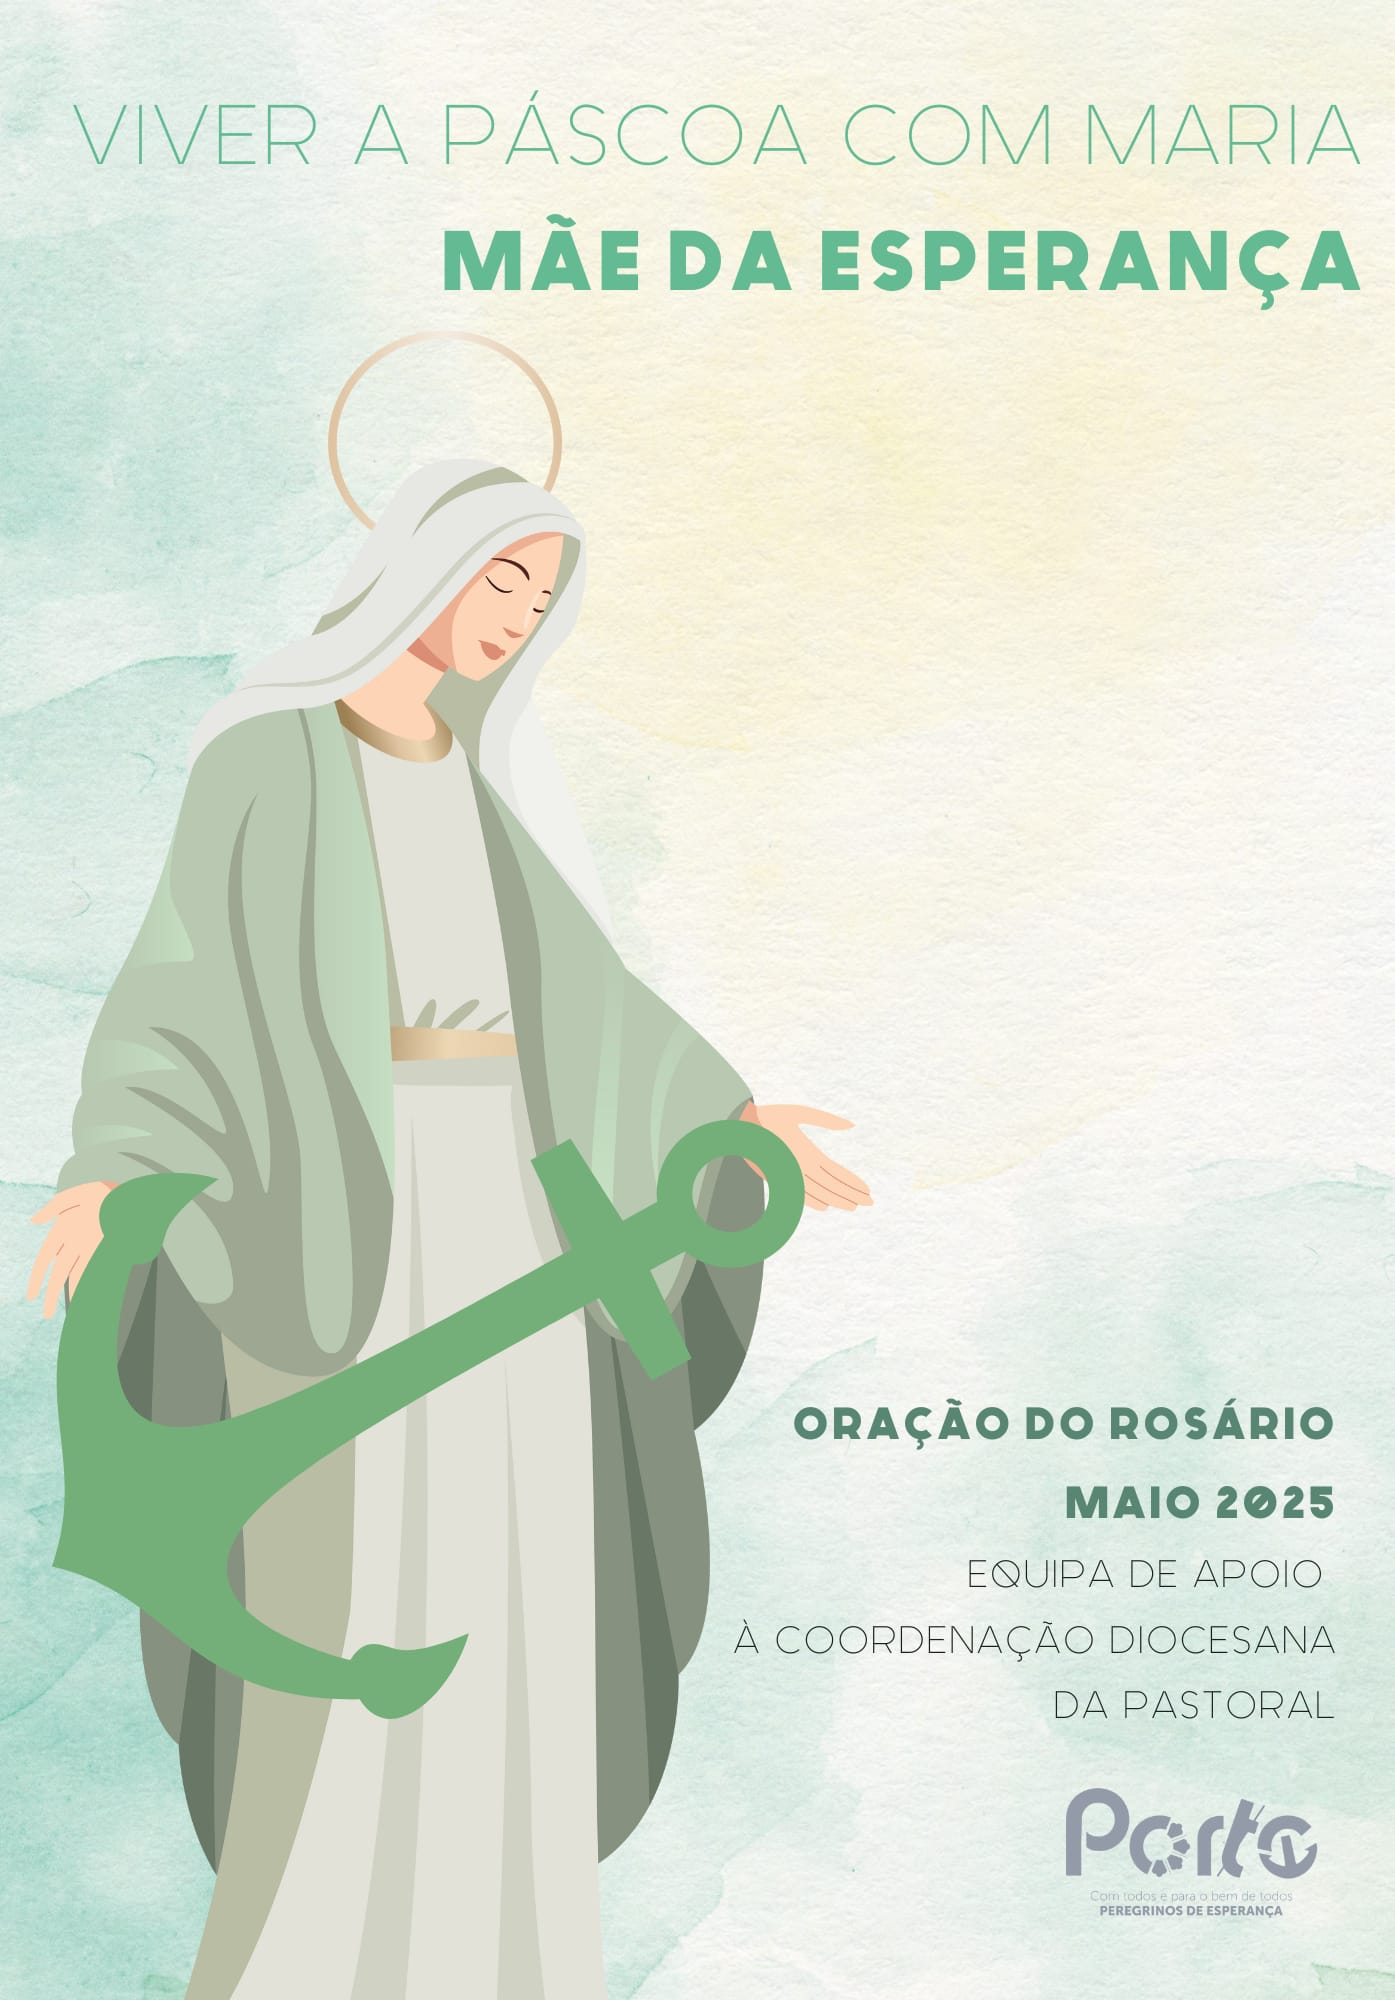 VIVER A PÁSCOA COM MARIA
MÃE DA ESPERANÇA
ORAÇÃO DO ROSÁRIO
MAIO 2025
EQUIPA DE APOIO
À COORDENAÇÃO DIOCESANA
DA PASTORAL
Porto
Com todos e para o bem de todos
PEREGRINOS DE ESPERANÇA